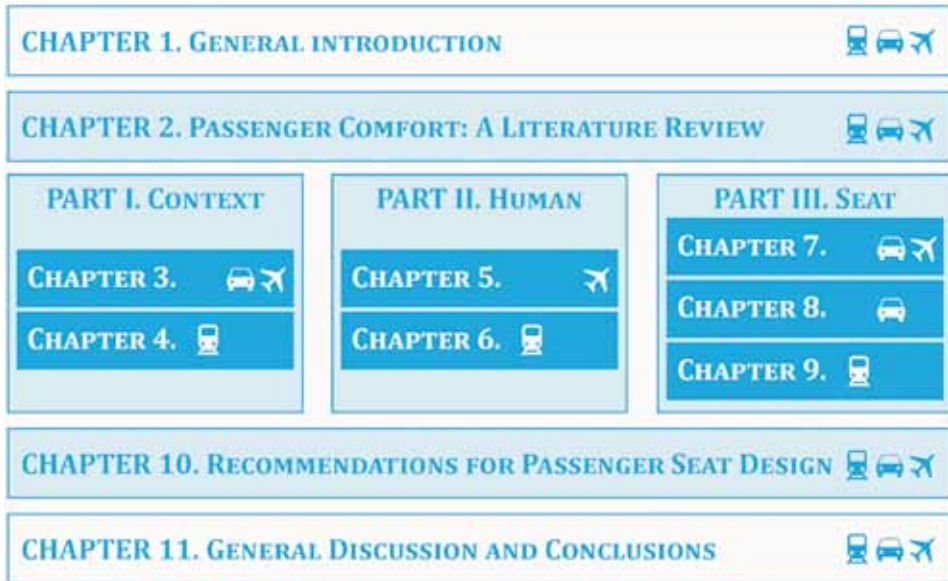 CHAPTER 1. GENERAL INTRODUCTION
CHAPTER 2. PASSENGER COMFORT: A LITERATURE REVIEW
PART I. CONTEXT
CHAPTER 3.
CHAPTER 4.
PART II. HUMAN
CHAPTER 5.
CHAPTER 6.
PART III. SEAT
CHAPTER 7.
CHAPTER 8.
CHAPTER 9.
CHAPTER 10. RECOMMENDATIONS FOR PASSENGER SEAT DESIGN
CHAPTER 11. GENERAL DISCUSSION AND CONCLUSIONS